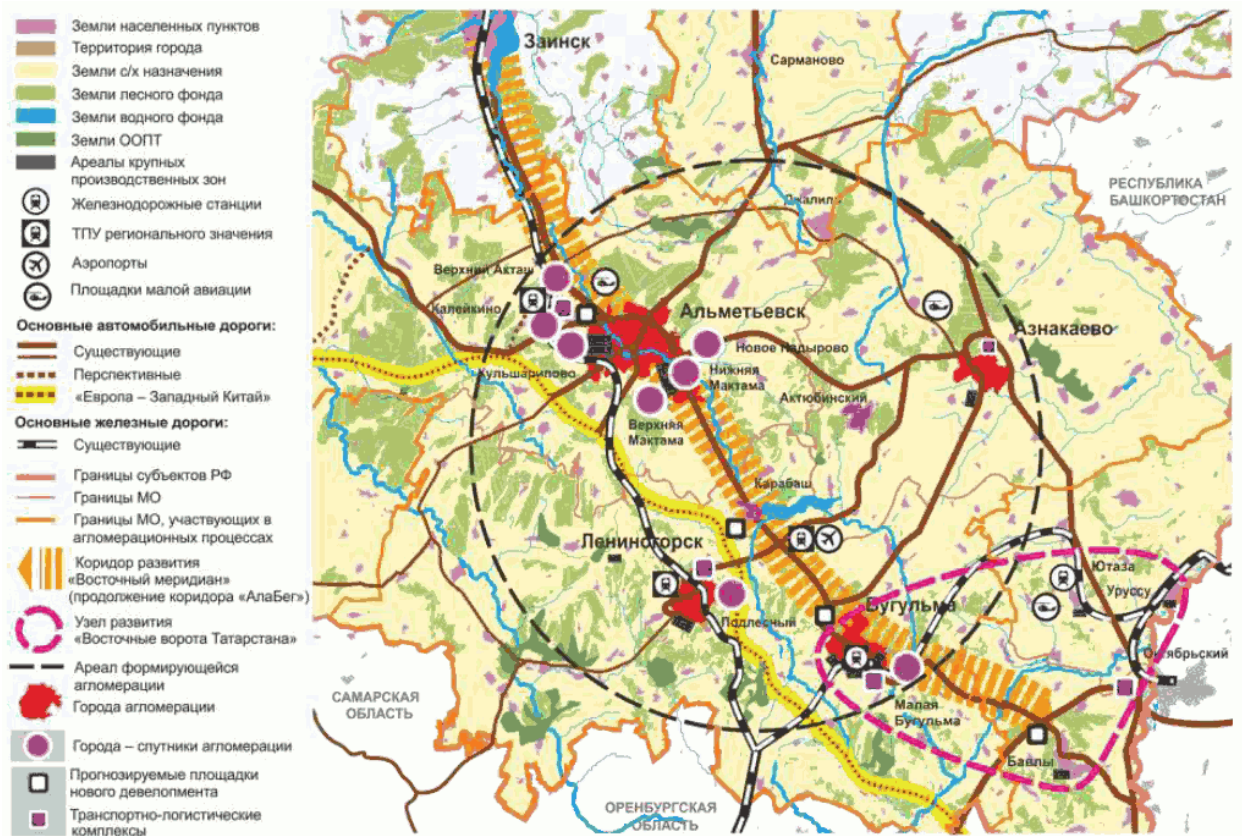 Земли населенных пунктов
Территория города
Земли с/х назначения
Земли лесного фонда
Земли водного фонда
Земли ООПТ
Ареалы крупных
производственных зон
Железнодорожные станции
ТПУ регионального значения
Аэропорты
Площадки малой авиации
Основные автомобильные дороги:
Существующие
Перспективные
«Европа – Западный Китай»
Основные железные дороги:
Существующие
Границы субъектов РФ
Границы МО
Границы МО, участвующих в
агломерационных процессах
Коридор развития
«Восточный меридиан»
(продолжение коридора «АлаБег»)
Узел развития
«Восточные ворота Татарстана»
Ареал формирующейся
агломерации
Города агломерации
Города – спутники агломерации
Прогнозируемые площадки
нового девелопмента
Транспортно-логистические
комплексы
Заинск
Сарманово
РЕСПУБЛИКА
БАШКОРТОСТАН
Джалиль
Верхний Акташ
Калейкино
Альметьевск
Азнакаево
Новое Надырово
Кульшарипово
Нижняя
Мактама
Актюбинский
Верхняя
Мактама
Карабаш
Лениногорск
Ютаза
Уруссу
Бугульма
Подлесный
Октябрьский
САМАРСКАЯ
ОБЛАСТЬ
Малая
Бугульма
Бавлы
ОРЕНБУРГСКАЯ
ОБЛАСТЬ